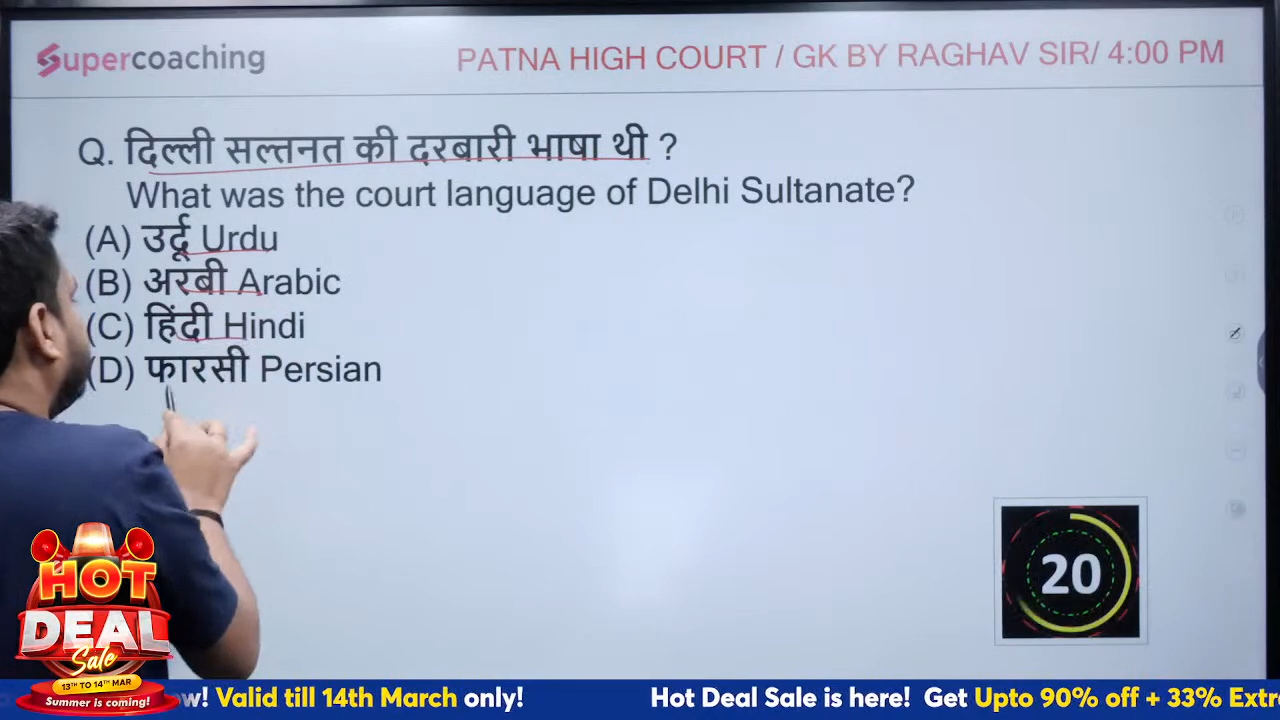 Supercoaching
PATNA HIGH COURT / GK BY RAGHAV SIR/ 4:00 PM
Q. दिल्ली सल्तनत की दरबारी भाषा थी ?
What was the court language of Delhi Sultanate?
(A) उर्दू Urdu
(B) अरबी Arabic
(C) हिंदी Hindi
(D) फारसी Persian
20
HOT
DEAL
Sale
13TH TO 14TH MAR
Summer is coming!
Valid till 14th March only! Hot Deal Sale is here! Get Upto 90% off + 33%